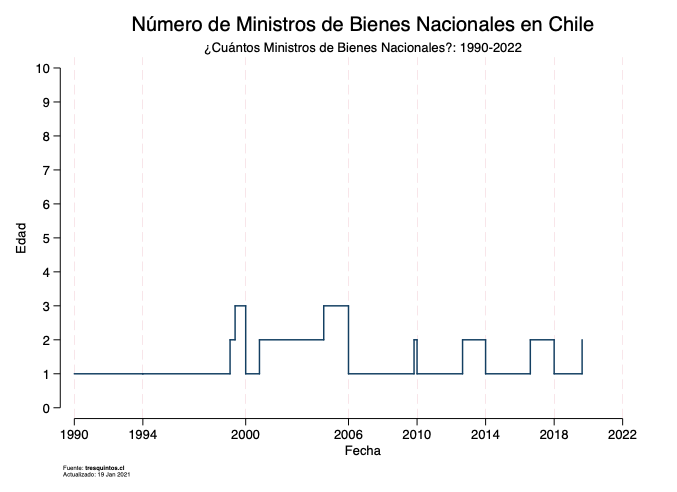 Número de Ministros de Bienes Nacionales en Chile
¿Cuántos Ministros de Bienes Nacionales?: 1990-2022
10
9
8
7
6
5
4
3
2
1
0
Edad
1990 1994 2000 2006 2010 2014 2018 2022
Fecha
Fuente: tresquintos.cl
Actualizado: 19 Jan 2021